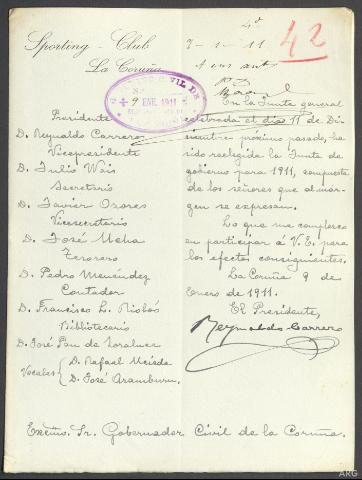 4º
Sporting - Club
La Coruña
9-1-11
42
9 ENE. 1911
En la Junta general
celebrada el día 11 de Di-
ciembre próximo pasado, ha
sido reelegida la Junta de
gobierno para 1911, compuesta
de los señores que al már-
gen se expresan.
Lo que me complazco
en participar á V.E. para
los efectos consiguientes.
La Coruña 9 de
Enero de 1911.
El Presidente,
Reynaldo Carrero
Presidente
D. Reynaldo Carrero
Vicepresidente
D. Julio Wais
Secretario
D. Javier Ozores
Vicesecretario
D. José
Tesorero
D. Pedro Menéndez
Contador
D. Francisco L.
Bibliotecario
D. José Pan de Soraluce
Vocales
D. Rafael
D. José Aramburu.
Excmo. Sr. Gobernador Civil de la Coruña.
ARG